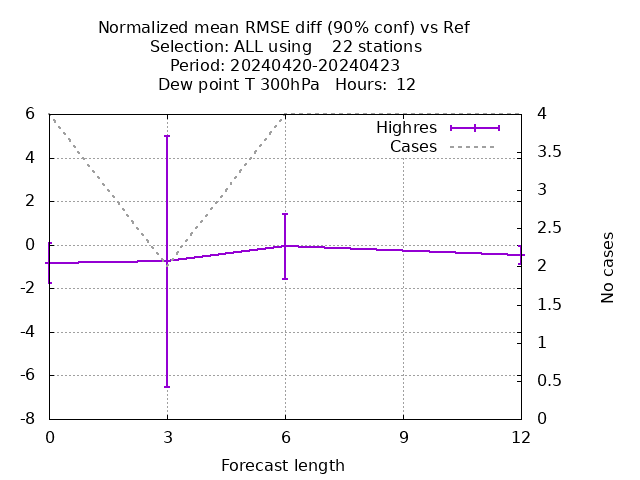 Normalized mean RMSE diff (90% conf) vs Ref
Selection: ALL using    22 stations
Period: 20240420-20240423
Dew point T 300hPa   Hours:  12
Highres
Cases
6
4
2
0
-2
-4
-6
-8
4
3.5
3
2.5
2
1.5
1
0.5
0
No cases
0 3 6 9 12
Forecast length